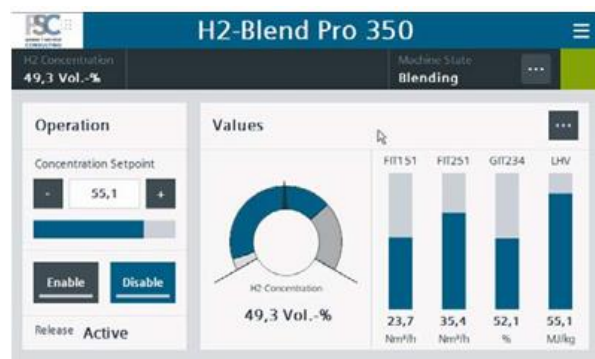 PSC
CONSULTING
H2-Blend Pro 350
H2 Concentration
49,3 Vol.-%
Machine State
Blending
Operation
Concentration Setpoint
-
55,1
+
Enable
Disable
Release
Active
Values
FIT151
FIT251
GIT234
LHV
H2 Concentration
49,3 Vol.-%
23,7
35,4
52,1
55,1
Nm³/h
Nm³/h
%
MJ/kg